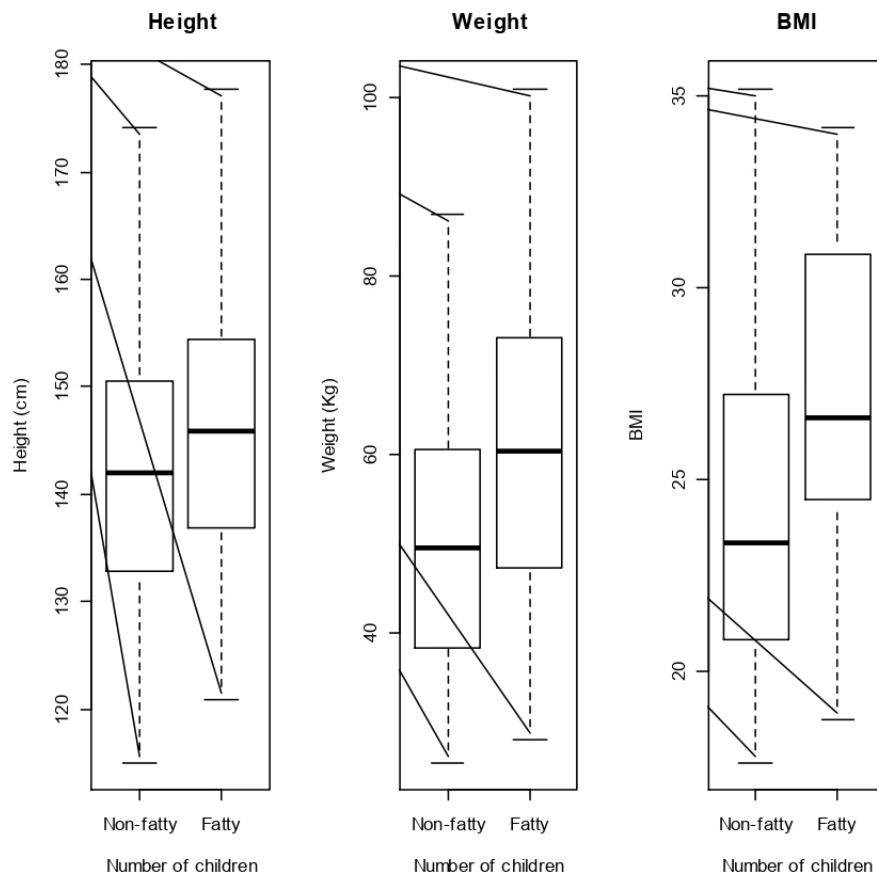 Height
Weight
BMI
Height (cm)
180
170
160
150
140
130
120
Non-fatty
Fatty
Number of children
Weight (Kg)
100
80
60
40
Non-fatty
Fatty
Number of children
BMI
35
30
25
20
Non-fatty
Fatty
Number of children